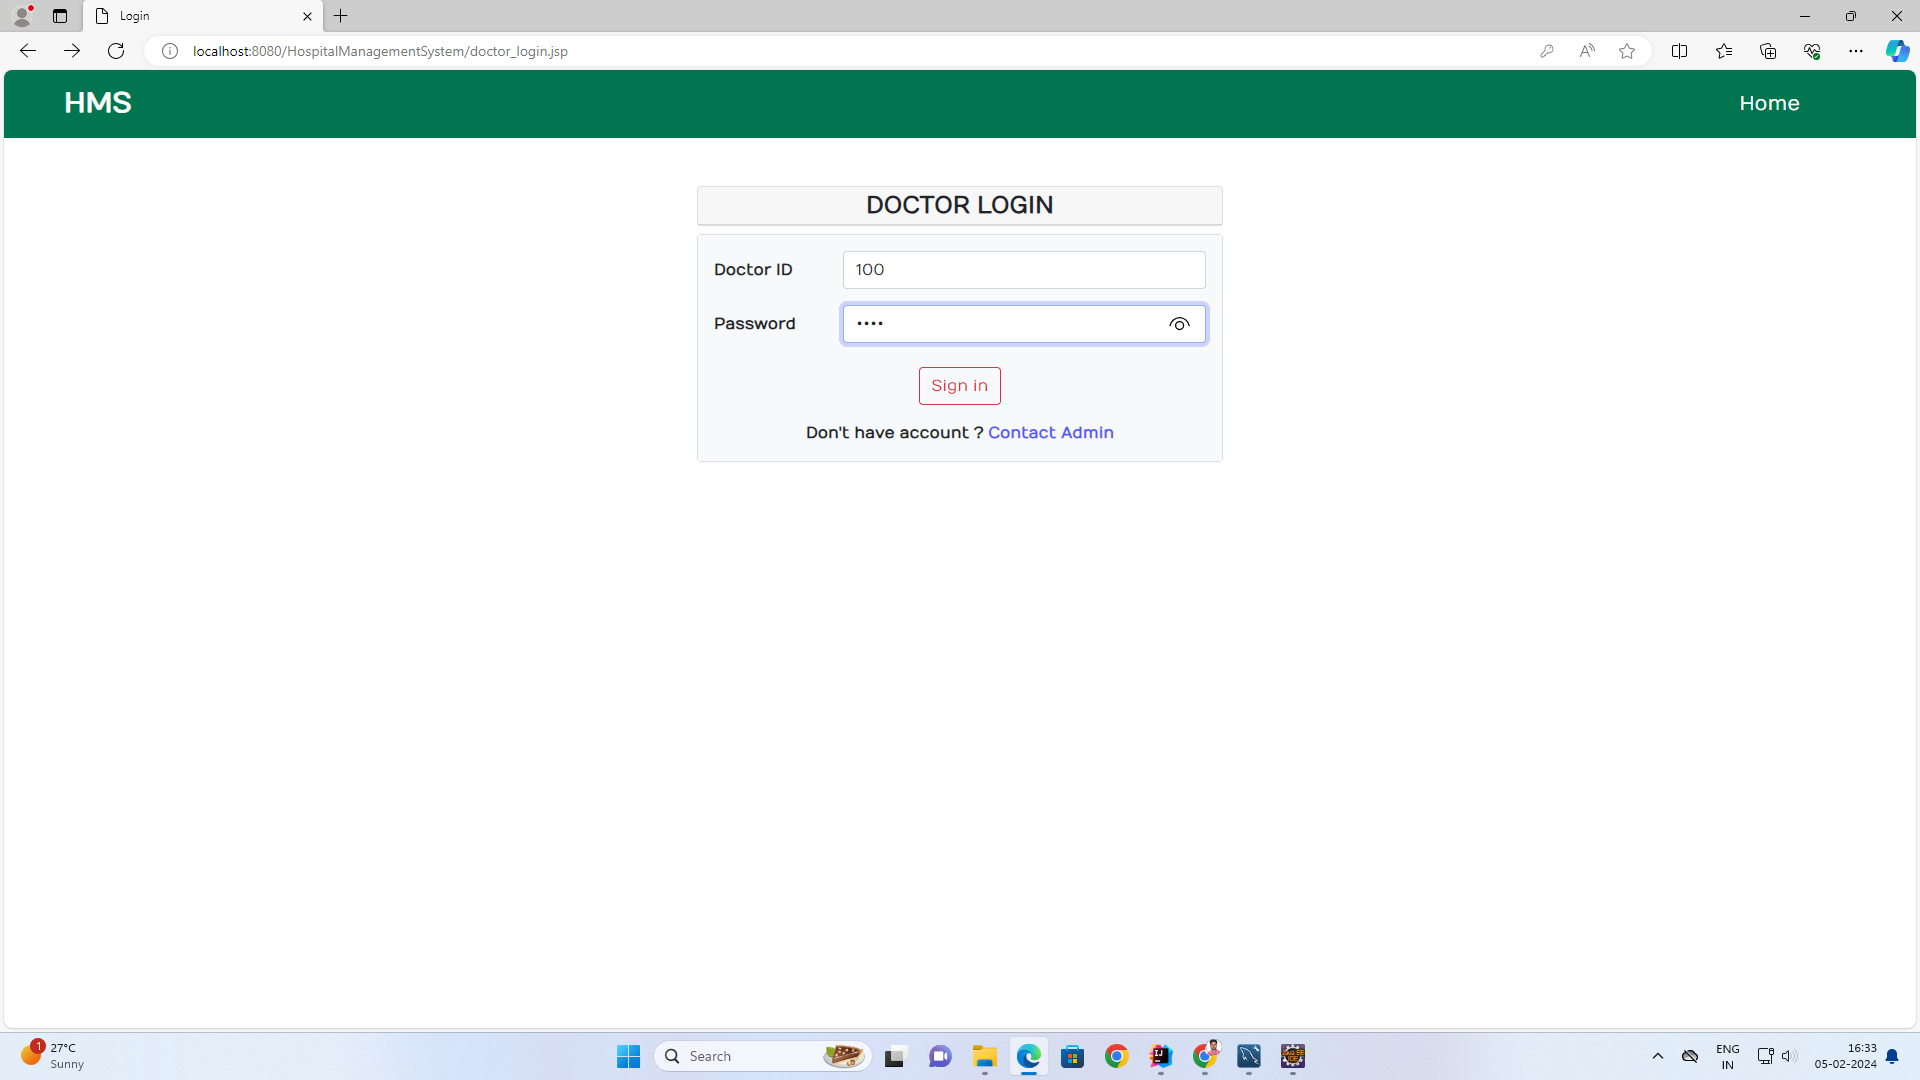 Login
localhost:8080/HospitalManagementSystem/doctor_login.jsp
HMS
Home
DOCTOR LOGIN
Doctor ID
100
Password
••••
Sign in
Don't have account ? Contact Admin
1
27°C
Sunny
Search
ENG
IN
16:33
05-02-2024